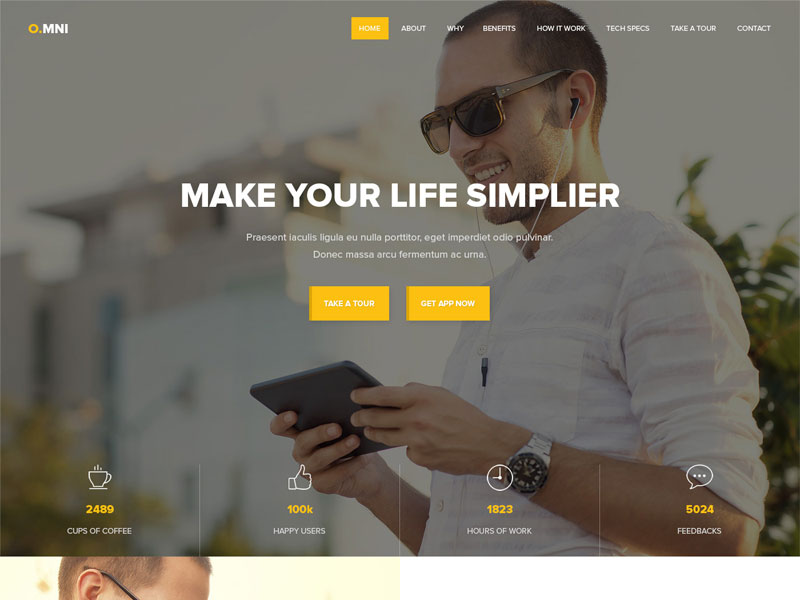 O.MNI
HOME ABOUT WHY BENEFITS HOW IT WORK TECH SPECS TAKE A TOUR CONTACT
MAKE YOUR LIFE SIMPLIER
Praesent iaculis ligula eu nulla porttitor, eget imperdiet odio pulvinar.
Donec massa arcu fermentum ac urna.
TAKE A TOUR GET APP NOW
2489 100k 1823 5024
CUPS OF COFFEE HAPPY USERS HOURS OF WORK FEEDBACKS